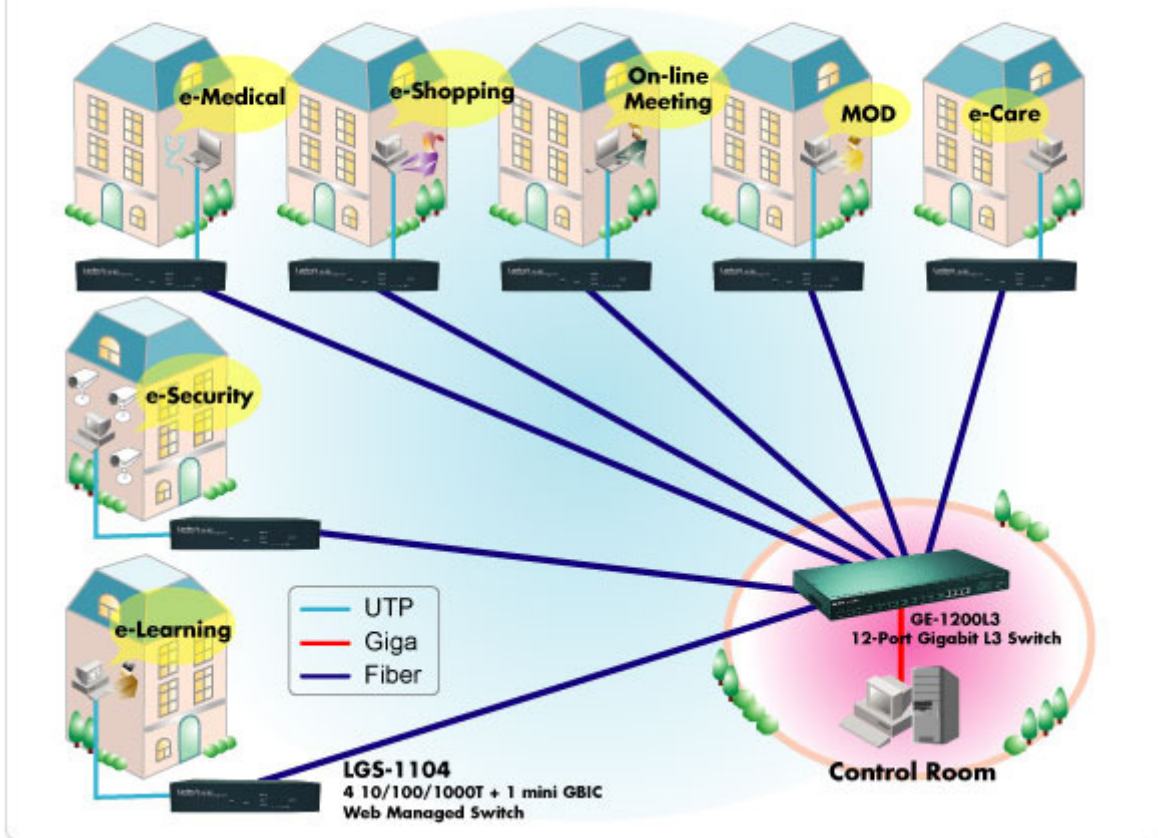 e-Medical
e-Shopping
On-line
Meeting
MOD
e-Care
e-Security
e-Learning
UTP
Giga
Fiber
GE-1200L3
12-Port Gigabit L3 Switch
Control Room
LGS-1104
4 10/100/1000T + 1 mini GBIC
Web Managed Switch